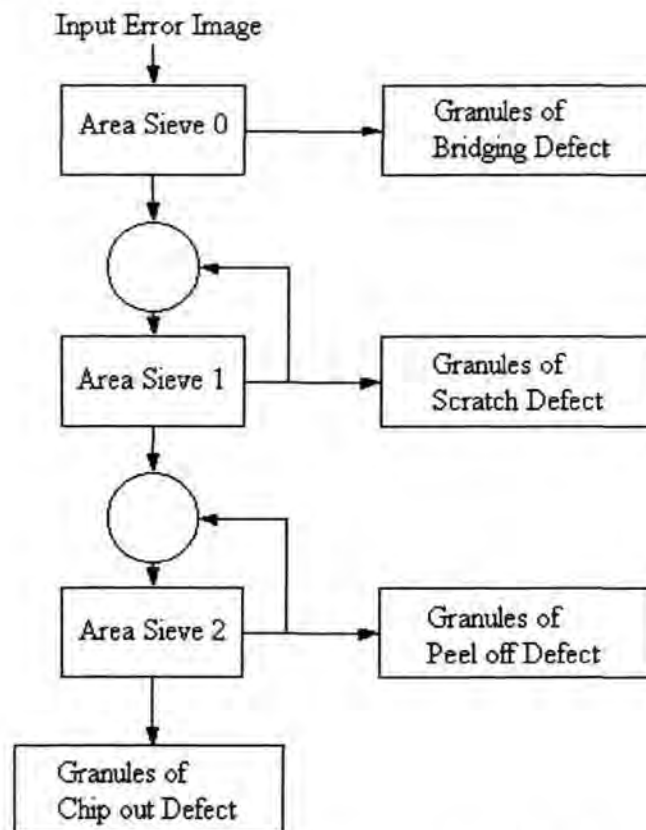 Input Error Image
Area Sieve 0
Granules of
Bridging Defect
Area Sieve 1
Granules of
Scratch Defect
Area Sieve 2
Granules of
Peel off Defect
Granules of
Chip out Defect